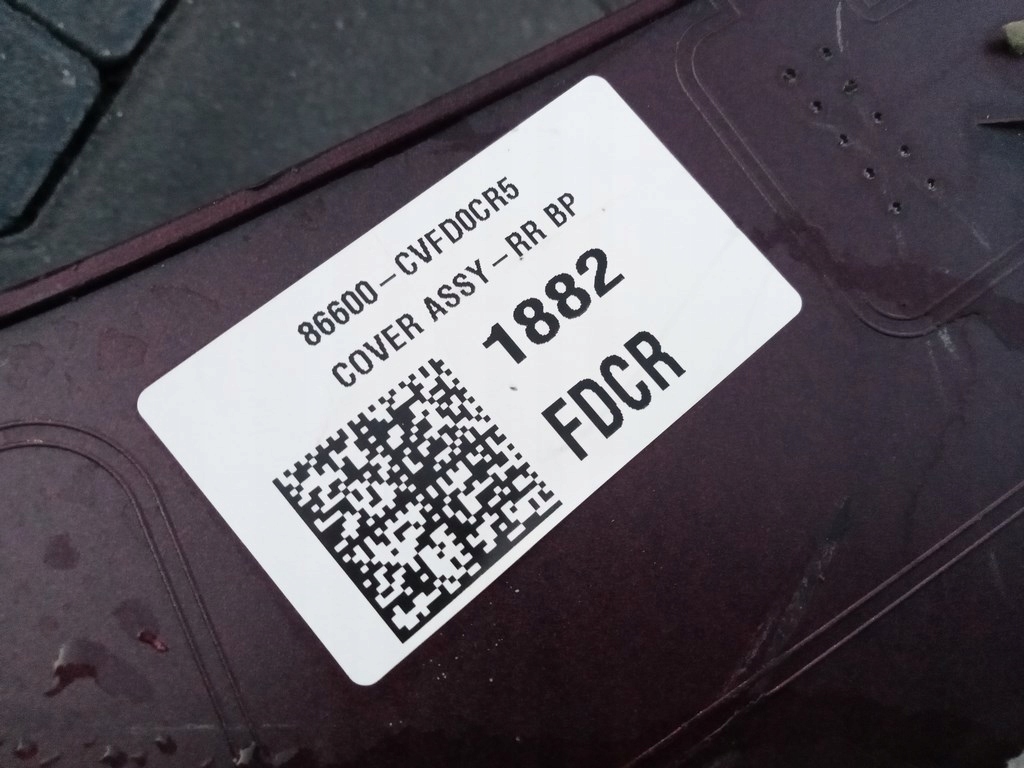 86600-CVFD0CR5
COVER ASSY-RR BP
1882
FDCR